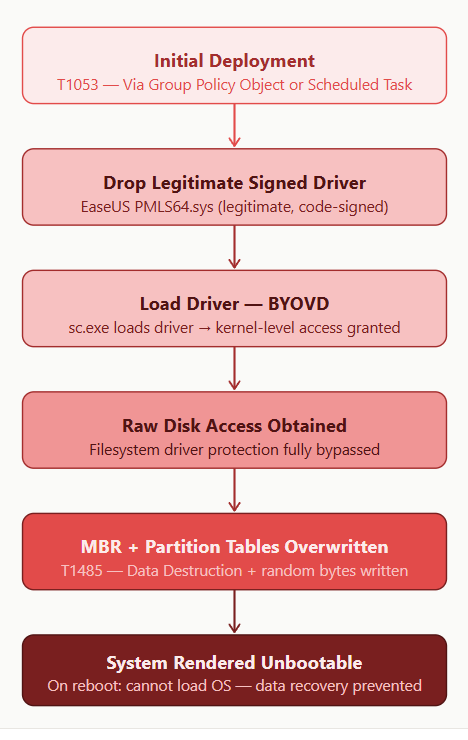 Initial Deployment
T1053 — Via Group Policy Object or Scheduled Task
Drop Legitimate Signed Driver
EaseUS PMLS64.sys (legitimate, code-signed)
Load Driver — BYOVD
sc.exe loads driver → kernel-level access granted
Raw Disk Access Obtained
Filesystem driver protection fully bypassed
MBR + Partition Tables Overwritten
T1485 — Data Destruction + random bytes written
System Rendered Unbootable
On reboot: cannot load OS — data recovery prevented